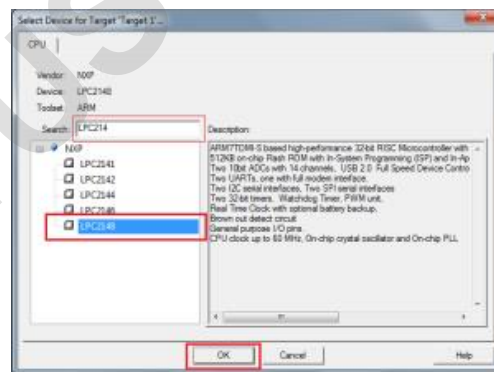 Select Device for Target 'Target 1'...
CPU
Vendor: NXP
Device: LPC2148
Toolset: ARM
Search: LPC214
Description:
NXP
LPC2141
LPC2142
LPC2144
LPC2146
LPC2148
ARM7TDMI-S based high-performance 32-bit RISC Microcontroller with
512KB on-chip Flash ROM with In-System Programming (ISP) and In-Ap
Two 10bit ADCs with 14 channels, USB 2.0 Full Speed Device Contro
Two UARTs, one with full modem interface.
Two I2C serial interfaces, Two SPI serial interfaces
Two 32-bit timers, Watchdog Timer, PWM unit,
Real Time Clock with optional battery backup,
Brown out detect circuit
General purpose I/O pins
CPU clock up to 60 MHz, On-chip crystal oscillator and On-chip PLL
OK
Cancel
Help